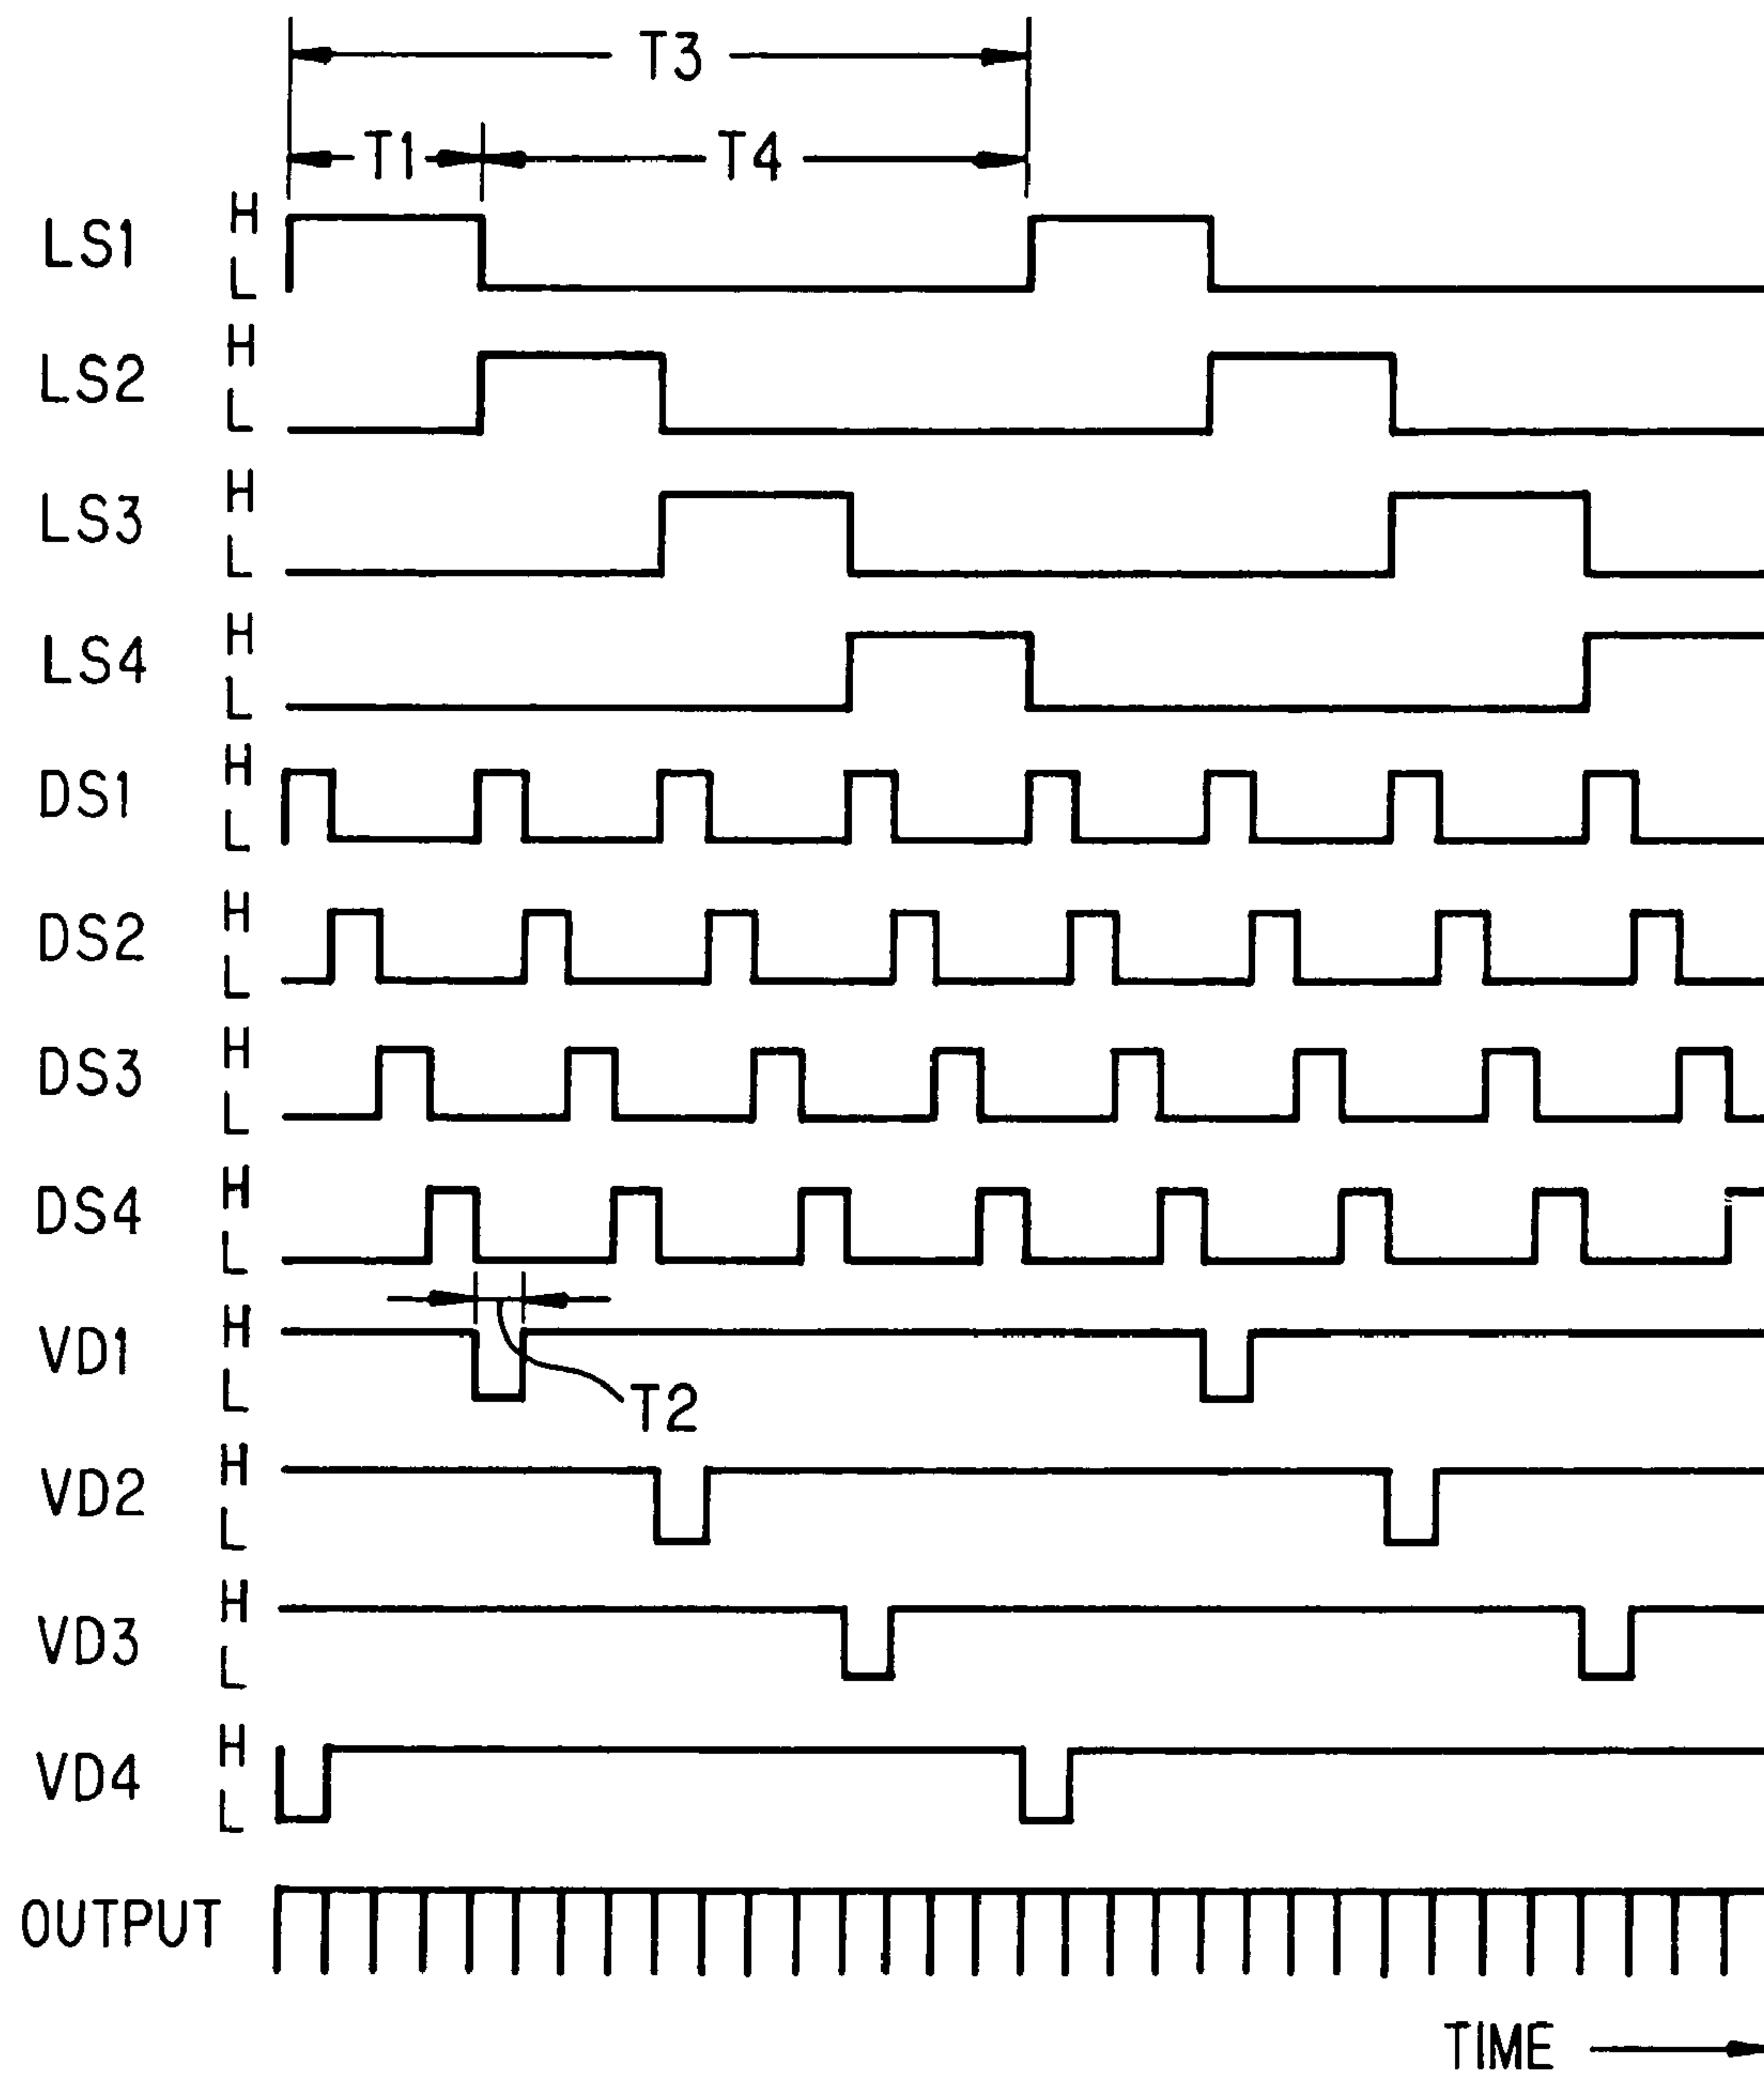 T3
T1 T4
LS1 H L
LS2 H L
LS3 H L
LS4 H L
DS1 H L
DS2 H L
DS3 H L
DS4 H L
VD1 H L
T2
VD2 H L
VD3 H L
VD4 H L
OUTPUT
TIME